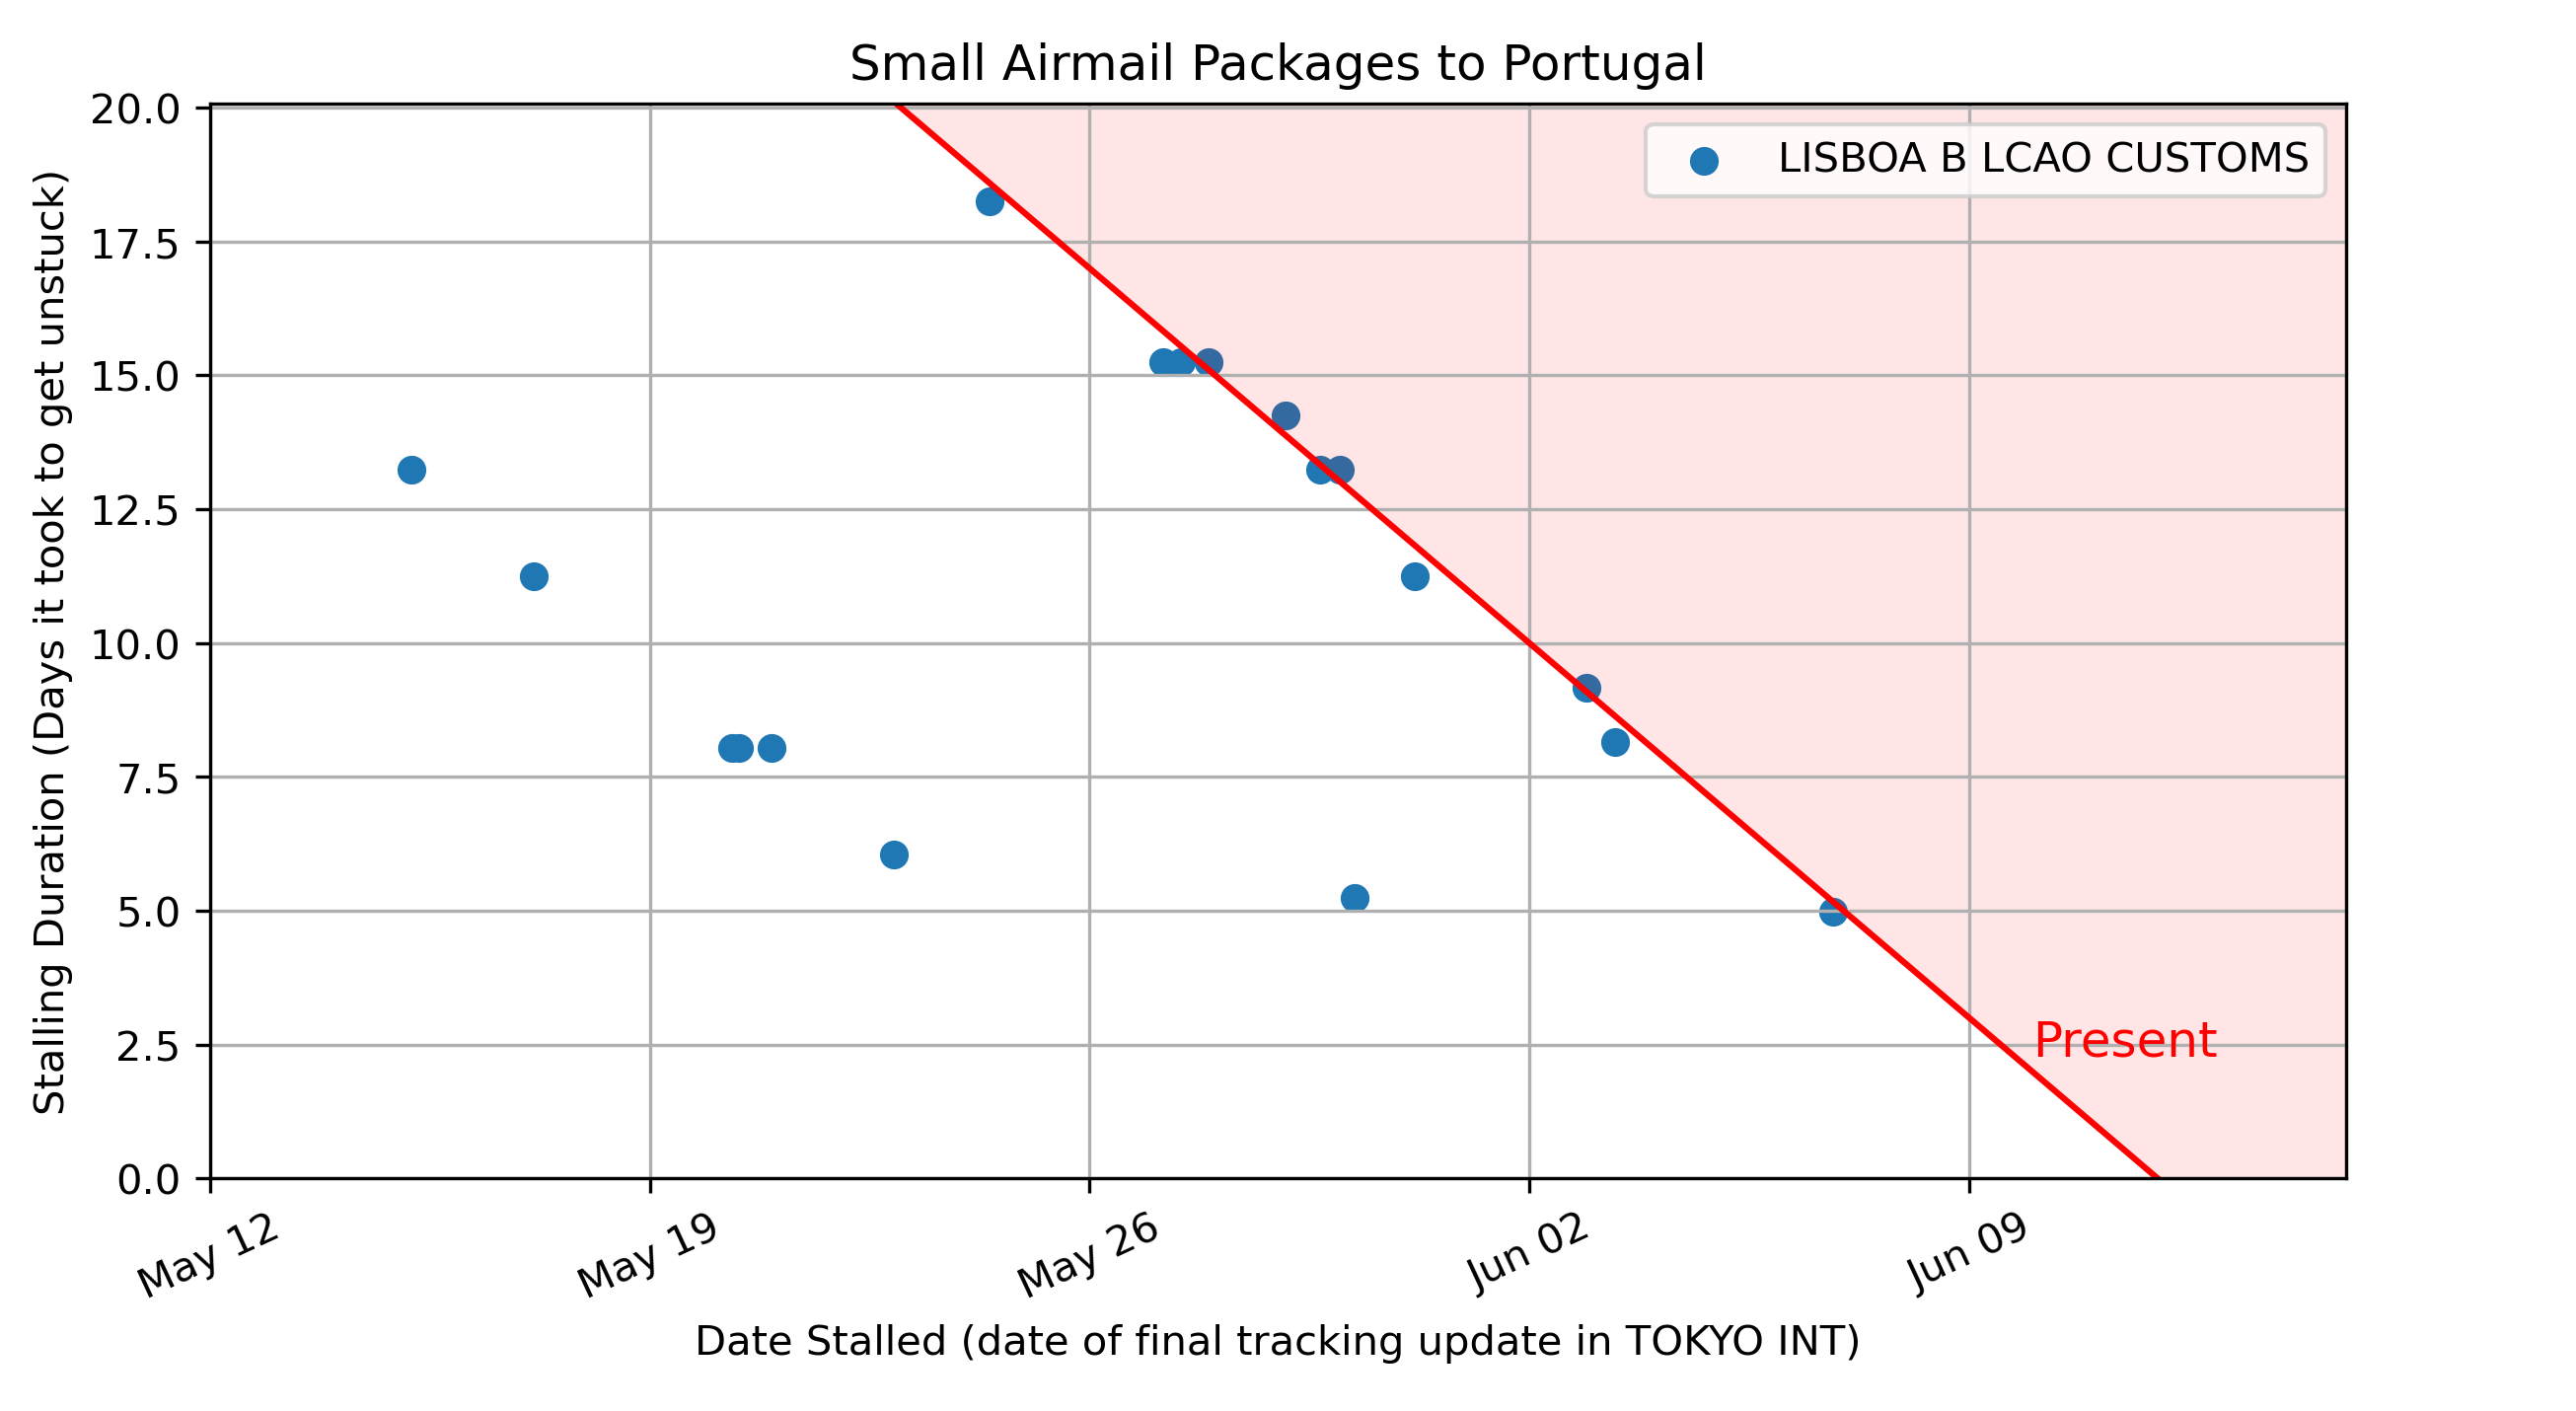 Small Airmail Packages to Portugal
LISBOA B LCAO CUSTOMS
Stalling Duration (Days it took to get unstuck)
20.0
17.5
15.0
12.5
10.0
7.5
5.0
2.5
0.0
Present
May 12
May 19
May 26
Jun 02
Jun 09
Date Stalled (date of final tracking update in TOKYO INT)